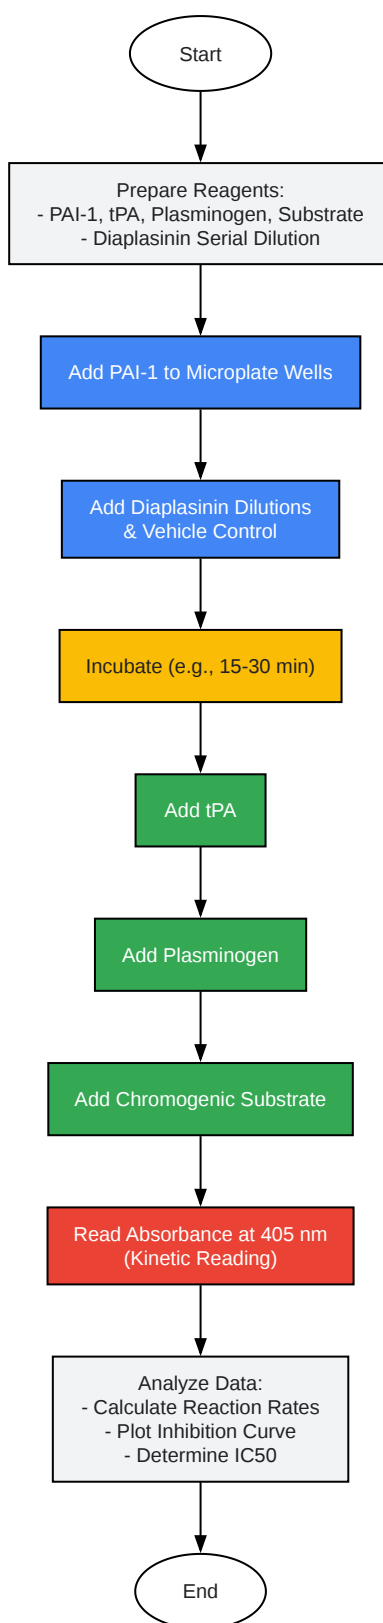 Start
Prepare Reagents:
- PAI-1, tPA, Plasminogen, Substrate
- Diaplasinin Serial Dilution
Add PAI-1 to Microplate Wells
Add Diaplasinin Dilutions
& Vehicle Control
Incubate (e.g., 15-30 min)
Add tPA
Add Plasminogen
Add Chromogenic Substrate
Read Absorbance at 405 nm
(Kinetic Reading)
Analyze Data:
- Calculate Reaction Rates
- Plot Inhibition Curve
- Determine IC50
End